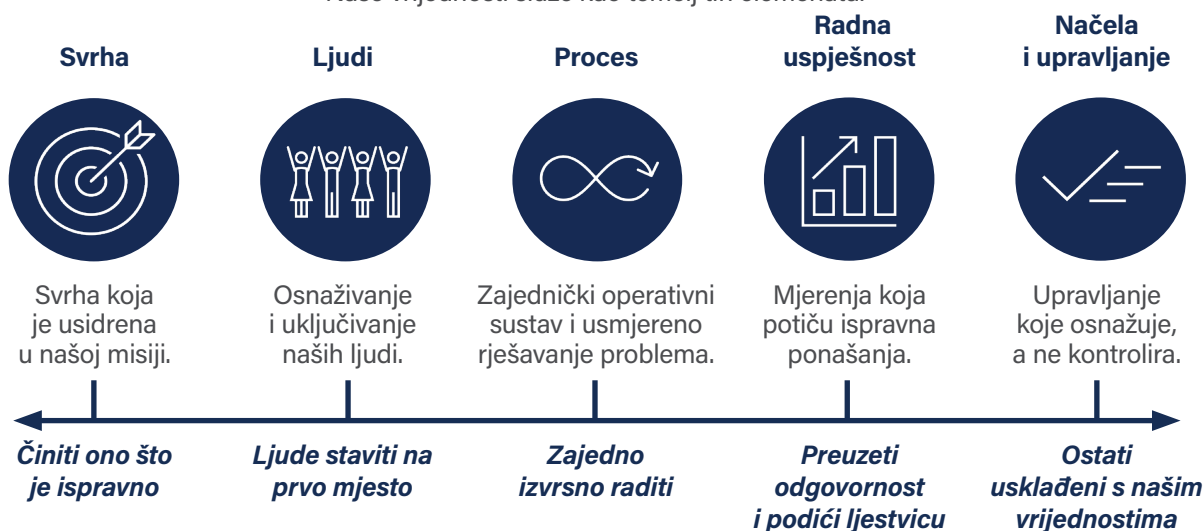 Svrha
Ljudi
Proces
Radna
uspješnost
Načela
i upravljanje
Svrha koja
je usidrena
u našoj misiji.
Osnaživanje
i uključivanje
naših ljudi.
Zajednički operativni
sustav i usmjereno
rješavanje problema.
Mjerenja koja
potiču ispravna
ponašanja.
Upravljanje
koje osnažuje,
a ne kontrolira.
Činiti ono što
je ispravno
Ljude staviti na
prvo mjesto
Zajedno
izvrsno raditi
Preuzeti
odgovornost
i podići ljestvicu
Ostati
usklađeni s našim
vrijednostima